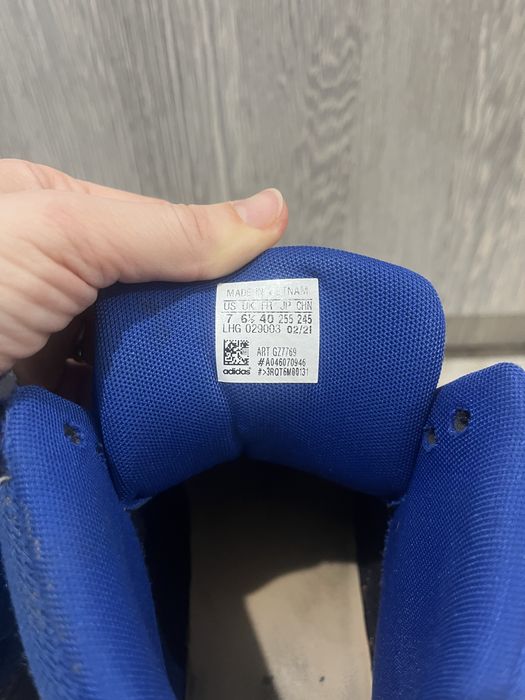 MADE IN VIETNAM
US UK FR JP CHN
7 6½ 40 255 245
LHG 029003 02/21
ART GZ7769
#A046070946
adidas #>3RQT6M80131